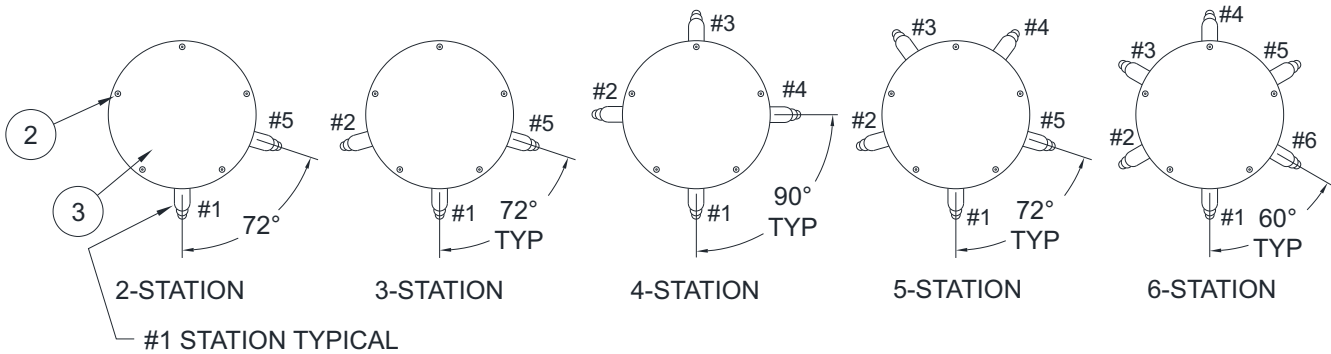 2
3
#5
#1
72°
2-STATION
#1 STATION TYPICAL
#2
#5
#1
72°
TYP
3-STATION
#3
#2
#4
#1
90°
TYP
4-STATION
#3
#4
#2
#5
#1
72°
TYP
5-STATION
#4
#3
#5
#2
#6
#1
60°
TYP
6-STATION